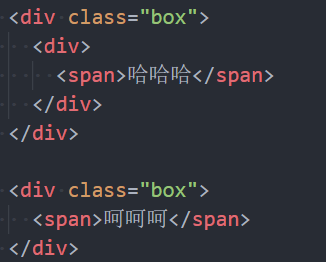 <div class="box">
  <div>
    <span>哈哈哈</span>
  </div>
</div>

<div class="box">
  <span>呵呵呵</span>
</div>